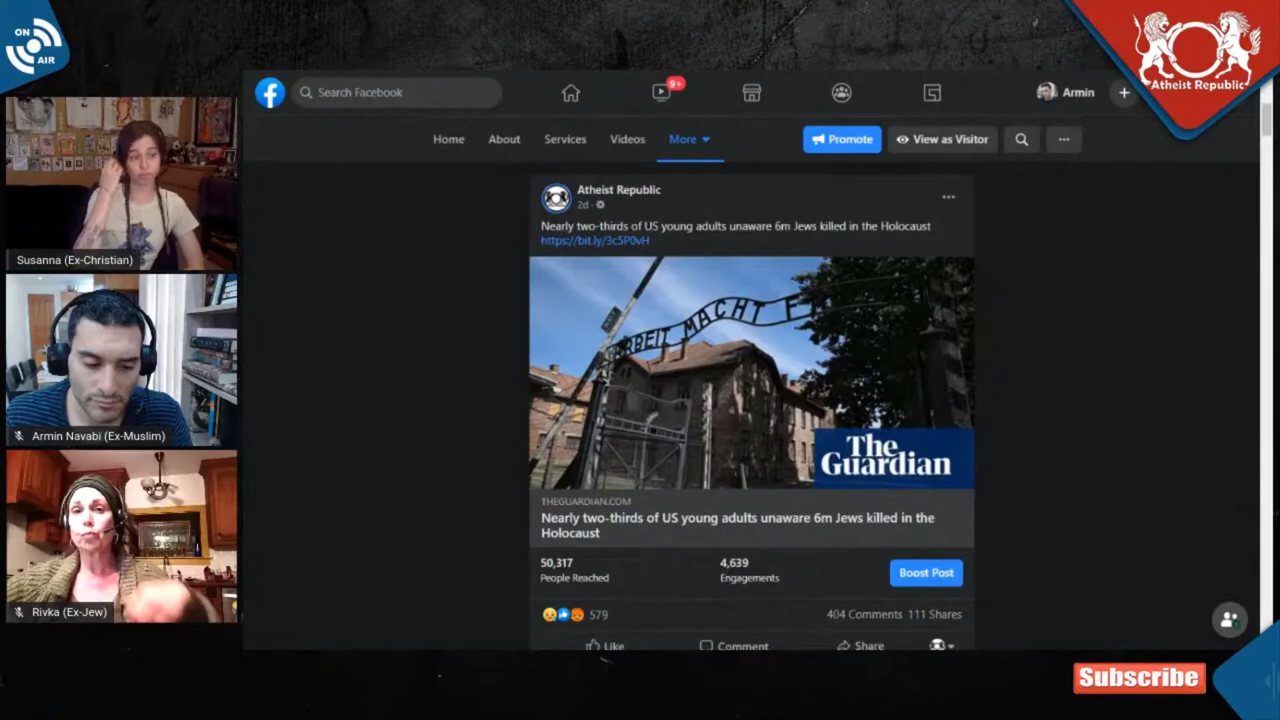 ON
AIR
Atheist Republic
Search Facebook
9+
Armin
Home
About
Services
Videos
More
Promote
View as Visitor
Susanna (Ex-Christian)
Armin Navabi (Ex-Muslim)
Rivka (Ex-Jew)
Atheist Republic
2d
Nearly two-thirds of US young adults unaware 6m Jews killed in the Holocaust
https://bit.ly/3c5P0vH
ARBEIT MACHT F
The
Guardian
THEGUARDIAN.COM
Nearly two-thirds of US young adults unaware 6m Jews killed in the
Holocaust
50,317
People Reached
4,639
Engagements
Boost Post
579
404 Comments 111 Shares
Like
Comment
Share
Subscribe